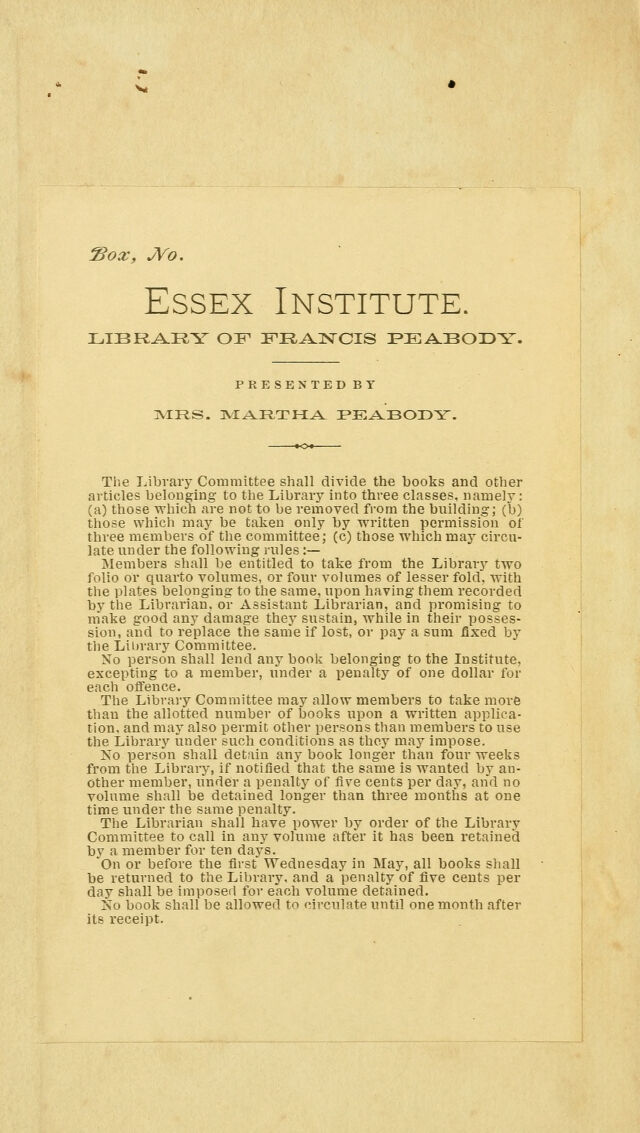 Box, No.
ESSEX INSTITUTE.
LIBRARY OF FRANCIS PEABODY.
PRESENTED BY
MRS. MARTHA PEABODY.
The Library Committee shall divide the books and other
articles belonging to the Library into three classes, namely:
(a) those which are not to be removed from the building; (b)
those which may be taken only by written permission of
three members of the committee; (c) those which may circu-
late under the following rules:—
Members shall be entitled to take from the Library two
folio or quarto volumes, or four volumes of lesser fold, with
the plates belonging to the same, upon having them recorded
by the Librarian, or Assistant Librarian, and promising to
make good any damage they sustain, while in their posses-
sion, and to replace the same if lost, or pay a sum fixed by
the Library Committee.
No person shall lend any book belonging to the Institute,
excepting to a member, under a penalty of one dollar for
each offence.
The Library Committee may allow members to take more
than the allotted number of books upon a written applica-
tion, and may also permit other persons than members to use
the Library under such conditions as they may impose.
No person shall detain any book longer than four weeks
from the Library, if notified that the same is wanted by an-
other member, under a penalty of five cents per day, and no
volume shall be detained longer than three months at one
time under the same penalty.
The Librarian shall have power by order of the Library
Committee to call in any volume after it has been retained
by a member for ten days.
On or before the first Wednesday in May, all books shall
be returned to the Library, and a penalty of five cents per
day shall be imposed for each volume detained.
No book shall be allowed to circulate until one month after
its receipt.